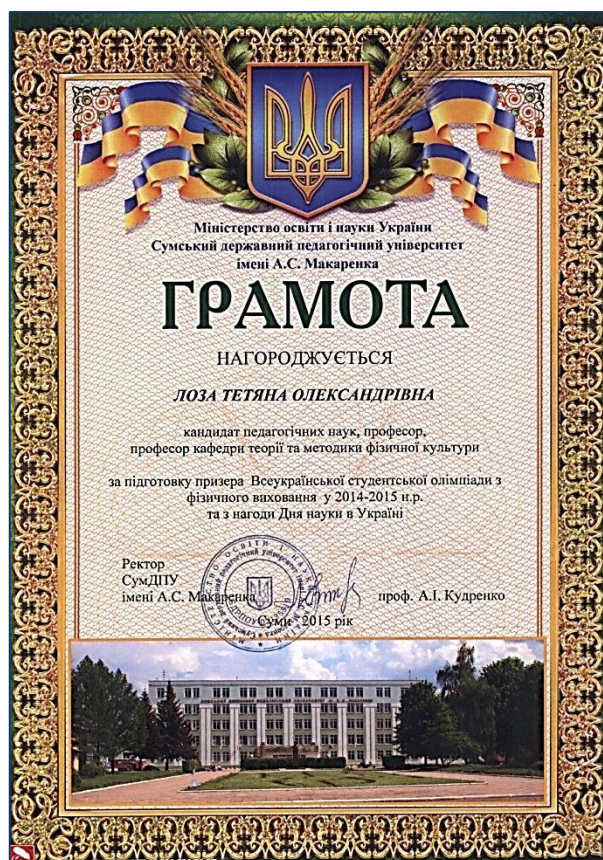 Міністерство освіти і науки України
Сумський державний педагогічний університет
імені А.С. Макаренка
ГРАМОТА
НАГОРОДЖУЄТЬСЯ
ЛОЗА ТЕТЯНА ОЛЕКСАНДРІВНА
кандидат педагогічних наук, професор,
професор кафедри теорії та методики фізичної культури
за підготовку призера Всеукраїнської студентської олімпіади з
фізичного виховання у 2014-2015 н.р.
та з нагоди Дня науки в Україні
Ректор
СумДПУ
імені А.С. Макаренка проф. А.І. Кудренко
Суми 2015 рік